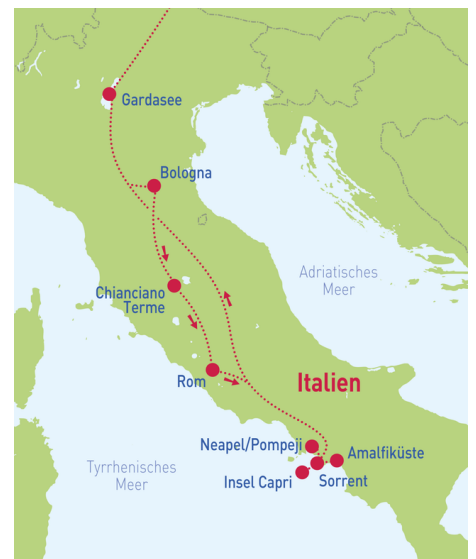 Gardasee
Bologna
Adriatisches
Meer
Chianciano
Terme
Rom
Italien
Neapel/Pompeji
Amalfiküste
Tyrrhenisches
Meer
Insel Capri
Sorrent